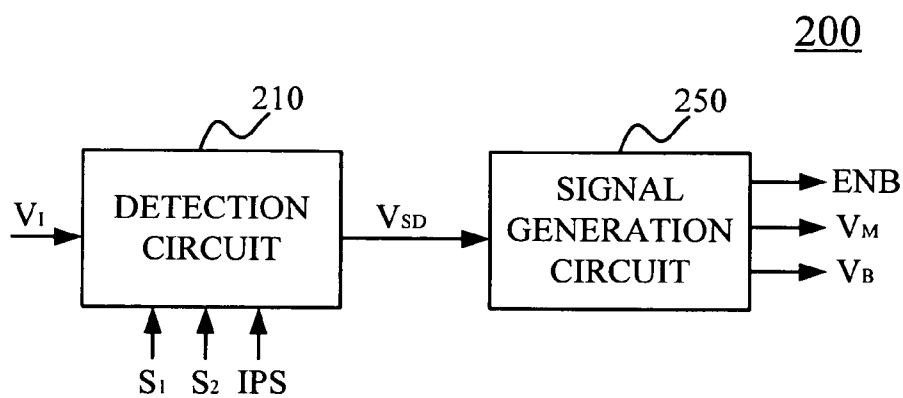 200
210
250
V_I
DETECTION
CIRCUIT
V_SD
SIGNAL
GENERATION
CIRCUIT
ENB
V_M
V_B
S_1 S_2 IPS